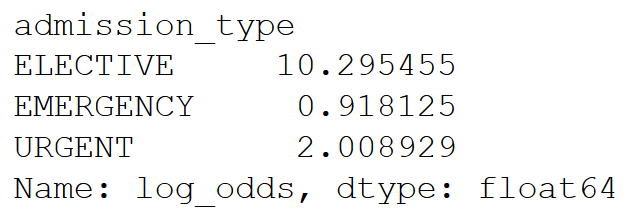 admission_type
ELECTIVE     10.295455
EMERGENCY     0.918125
URGENT        2.008929
Name: log_odds, dtype: float64